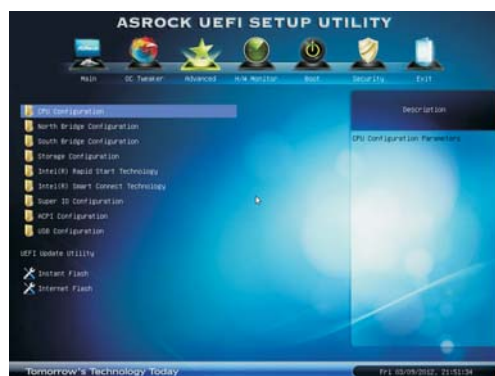 ASROCK UEFI SETUP UTILITY
Main OC Tweaker Advanced H/W Monitor Boot Security Exit
CPU Configuration
Description
North Bridge Configuration
CPU Configuration Parameters
South Bridge Configuration
Storage Configuration
Intel(R) Rapid Start Technology
Intel(R) Smart Connect Technology
Super IO Configuration
ACPI Configuration
USB Configuration
UEFI Update Utility
Instant Flash
Internet Flash
Tomorrow's Technology Today
Fri 03/09/2012, 21:51:34